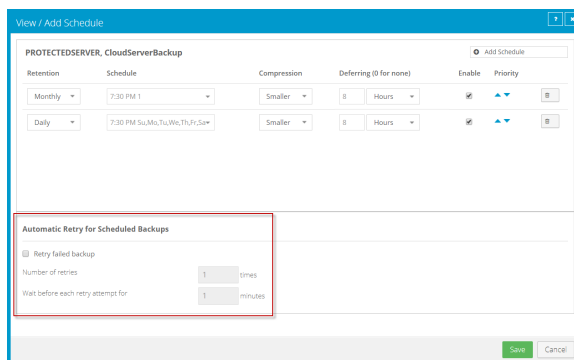 View / Add Schedule
?
PROTECTEDSERVER, CloudServerBackup
Add Schedule
Retention Schedule Compression Deferring (0 for none) Enable Priority
Monthly 7:30 PM 1 Smaller 8 Hours
Daily 7:30 PM Su,Mo,Tu,We,Th,Fr,Sa Smaller 8 Hours
Automatic Retry for Scheduled Backups
Retry failed backup
Number of retries 1 times
Wait before each retry attempt for 1 minutes
Save Cancel